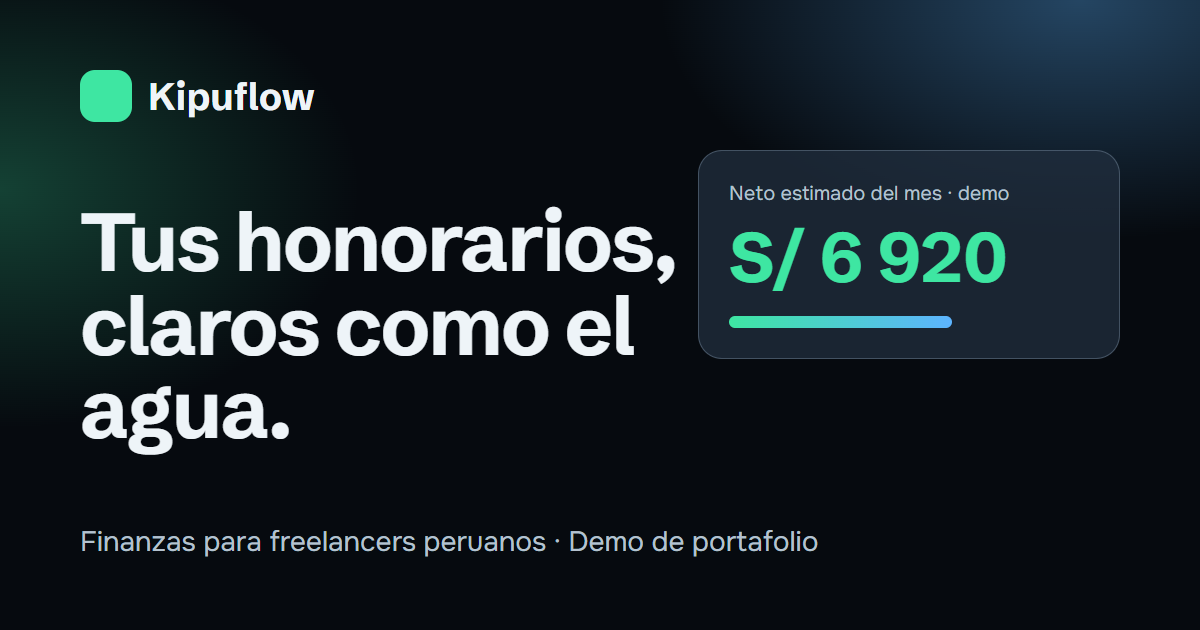 Kipuflow
Tus honorarios,
claros como el
agua.
Neto estimado del mes · demo
S/ 6 920
Finanzas para freelancers peruanos · Demo de portafolio